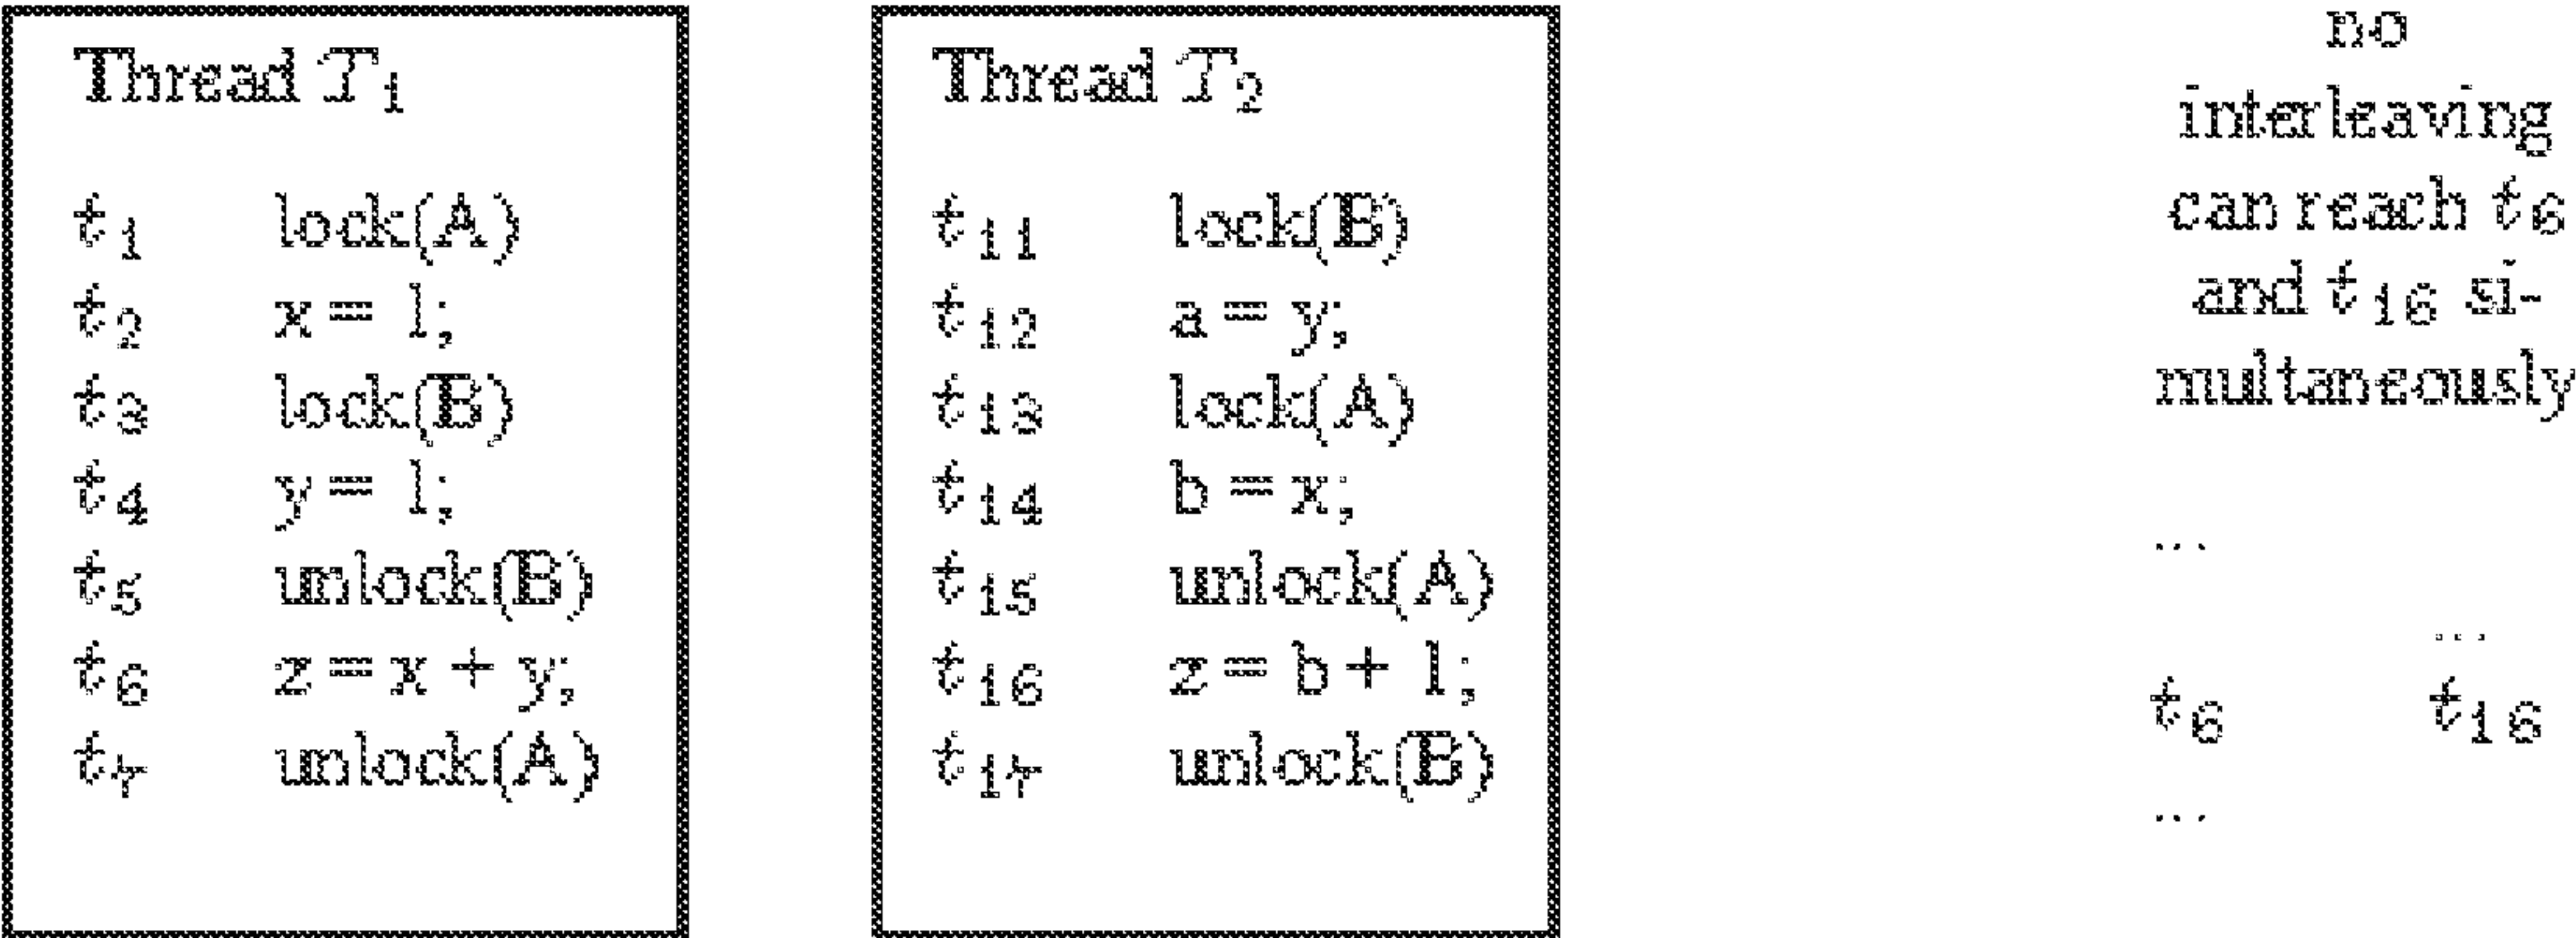 Thread T₁
t₁ lock(A)
t₂ x = 1;
t₃ lock(B)
t₄ y = 1;
t₅ unlock(B)
t₆ z = x + y;
t₇ unlock(A)
Thread T₂
t₁₁ lock(B)
t₁₂ a = y;
t₁₃ lock(A)
t₁₄ b = x;
t₁₅ unlock(A)
t₁₆ z = b + 1;
t₁₇ unlock(B)
no
interleaving
can reach t₆
and t₁₆ si-
multaneously
...
...
t₆ t₁₆
...